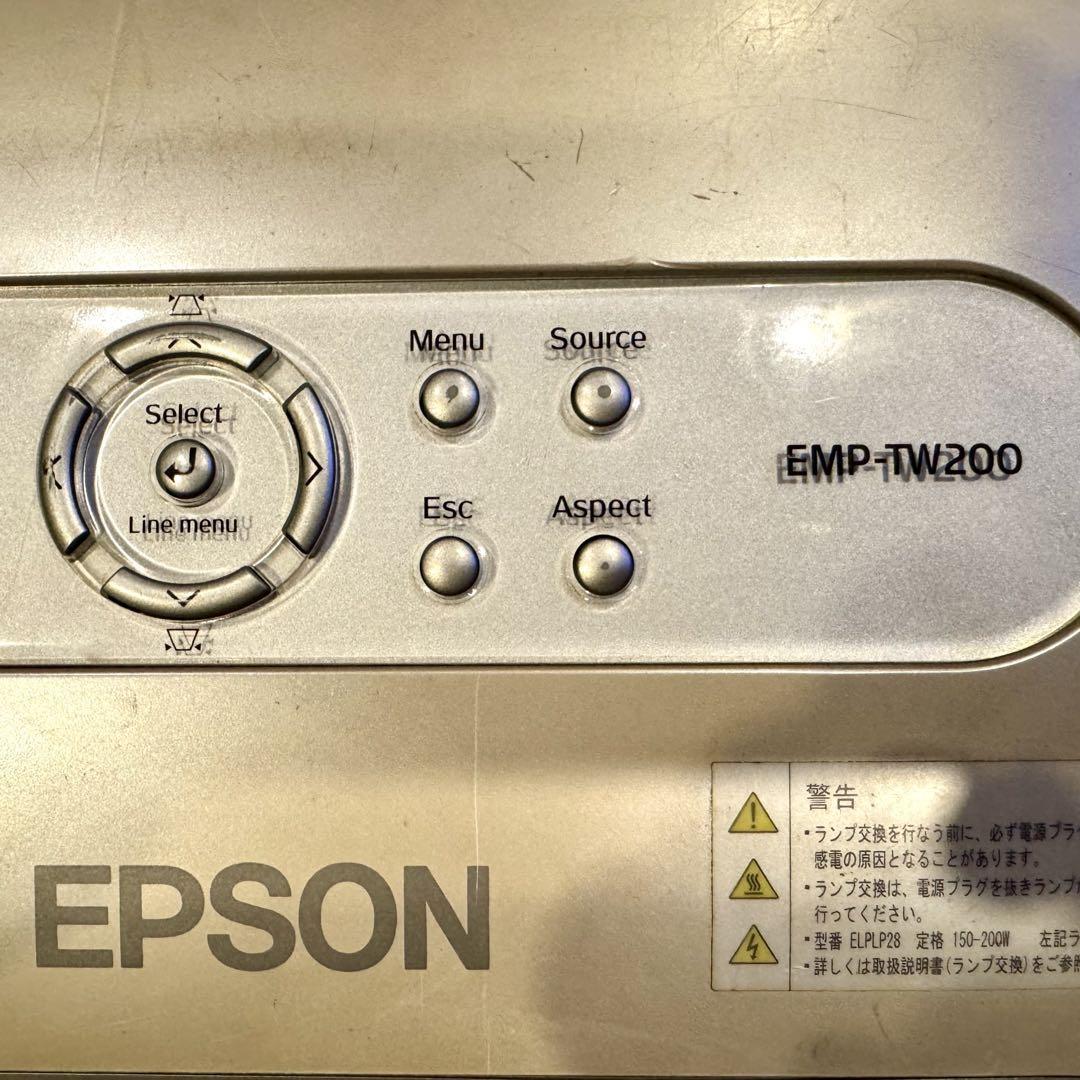 Menu
Source
Select
EMP-TW200
Line menu
Esc
Aspect
EPSON
警告
・ランプ交換を行なう前に、必ず電源プラ
感電の原因となることがあります。
・ランプ交換は、電源プラグを抜きランプ
行ってください。
・型番 ELPLP28 定格 150-200W 左記ラ
・詳しくは取扱説明書(ランプ交換)をご参照